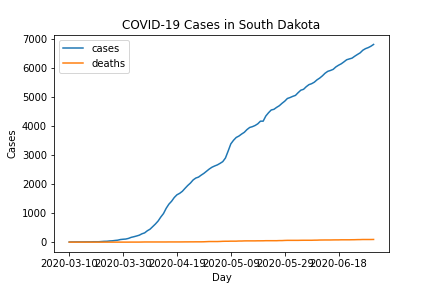 COVID-19 Cases in South Dakota
cases
deaths
7000
6000
5000
4000
3000
2000
1000
0
Cases
2020-03-10 2020-03-30 2020-04-19 2020-05-09 2020-05-29 2020-06-18
Day